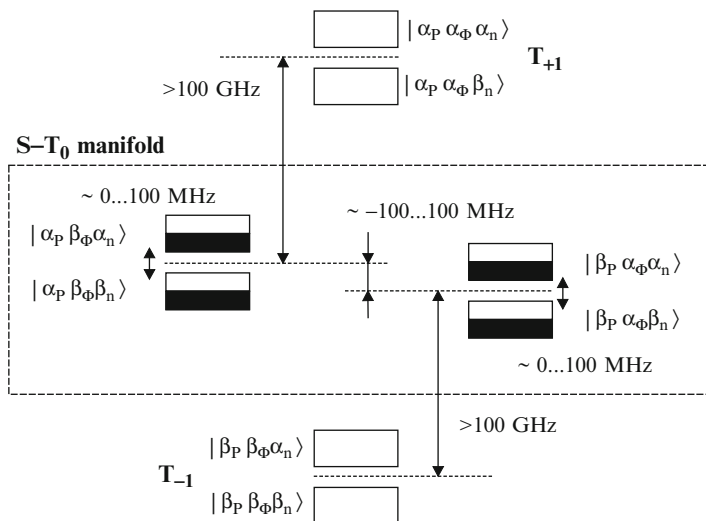 | α_P α_Φ α_n ⟩
T_{+1}
>100 GHz
| α_P α_Φ β_n ⟩
S–T_0 manifold
~ 0...100 MHz
~ –100...100 MHz
| α_P β_Φ α_n ⟩
| β_P α_Φ α_n ⟩
| α_P β_Φ β_n ⟩
| β_P α_Φ β_n ⟩
~ 0...100 MHz
>100 GHz
| β_P β_Φ α_n ⟩
T_{–1}
| β_P β_Φ β_n ⟩